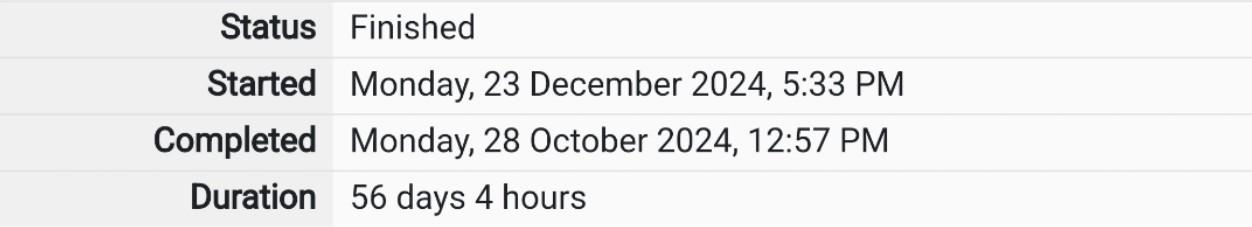 Status Finished
Started Monday, 23 December 2024, 5:33 PM
Completed Monday, 28 October 2024, 12:57 PM
Duration 56 days 4 hours